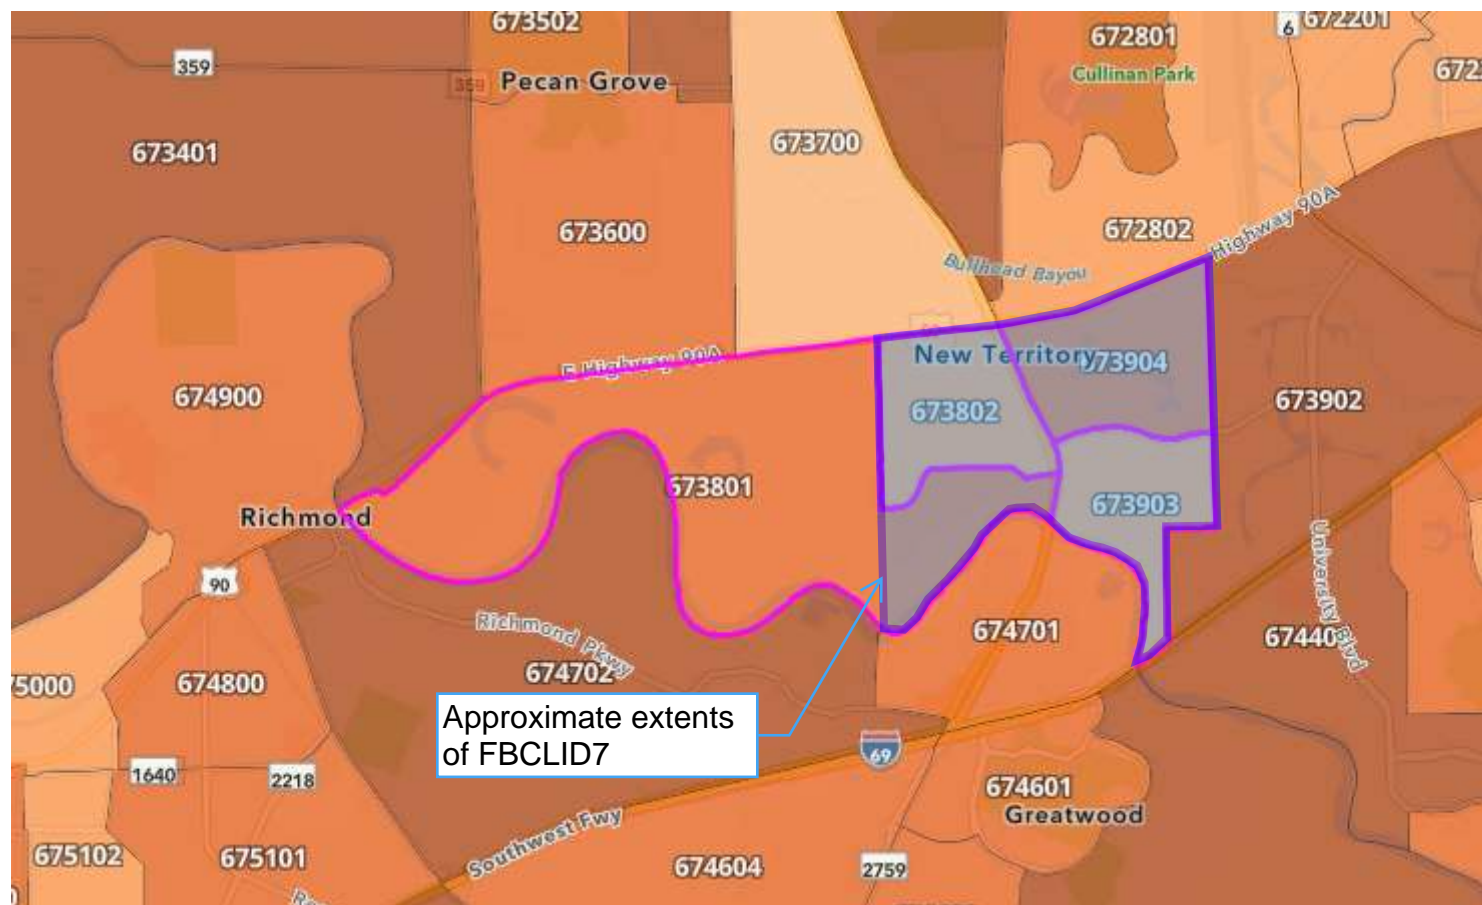 673502
672801
6
672201
359
359
Pecan Grove
Cullinan Park
673401
673700
673600
672802
Highway 90A
Bullhead Bayou
E Highway 90A
New Territory
673904
674900
673802
673902
673801
673903
Richmond
90
University Blvd
Richmond Pkwy
674701
674702
674800
Approximate extents
of FBCLID7
69
1640
2218
674601
Greatwood
Southwest Fwy
675102
675101
674604
2759